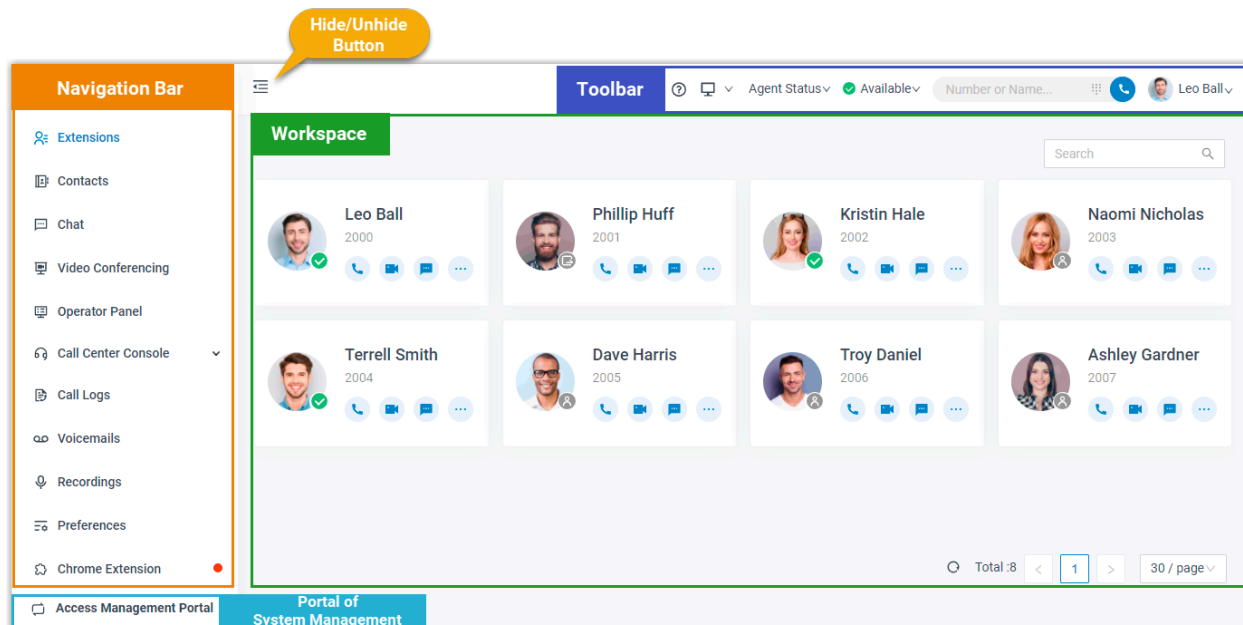 Hide/Unhide
Button
Navigation Bar
Toolbar
Agent Status
Available
Number or Name...
Leo Ball
Extensions
Contacts
Chat
Video Conferencing
Operator Panel
Call Center Console
Call Logs
Voicemails
Recordings
Preferences
Chrome Extension
Access Management Portal
Portal of
System Management
Workspace
Search
Leo Ball
2000
Phillip Huff
2001
Kristin Hale
2002
Naomi Nicholas
2003
Terrell Smith
2004
Dave Harris
2005
Troy Daniel
2006
Ashley Gardner
2007
Total :8 < 1 > 30 / page